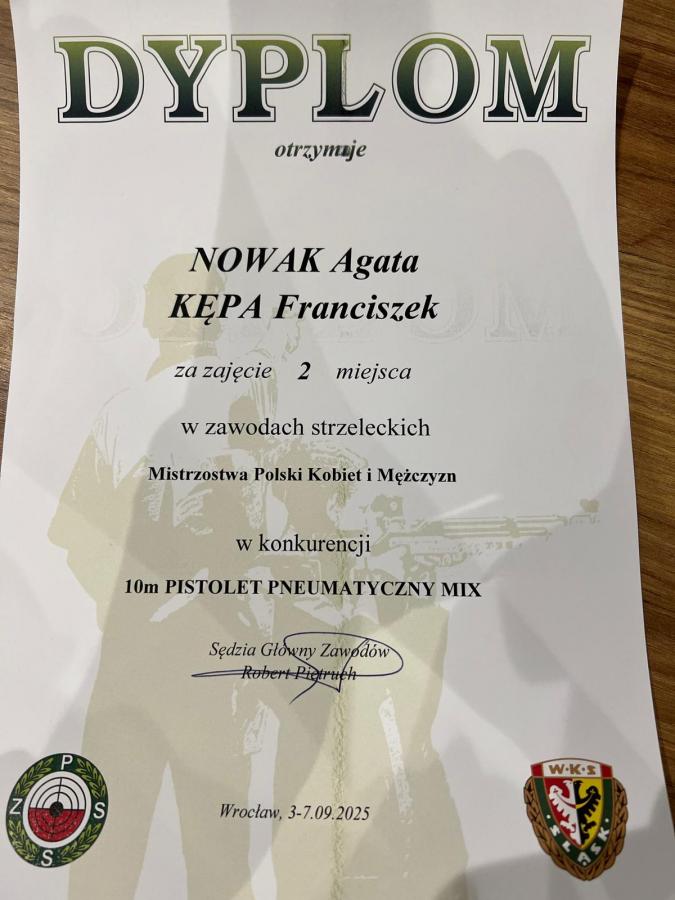 DYPLOM
otrzymuje
NOWAK Agata
KĘPA Franciszek
za zajęcie 2 miejsca
w zawodach strzeleckich
Mistrzostwa Polski Kobiet i Mężczyzn
w konkurencji
10m PISTOLET PNEUMATYCZNY MIX
Sędzia Główny Zawodów
Robert Pietruch
PZSS
W·K·S
ŚLĄSK
Wrocław, 3-7.09.2025